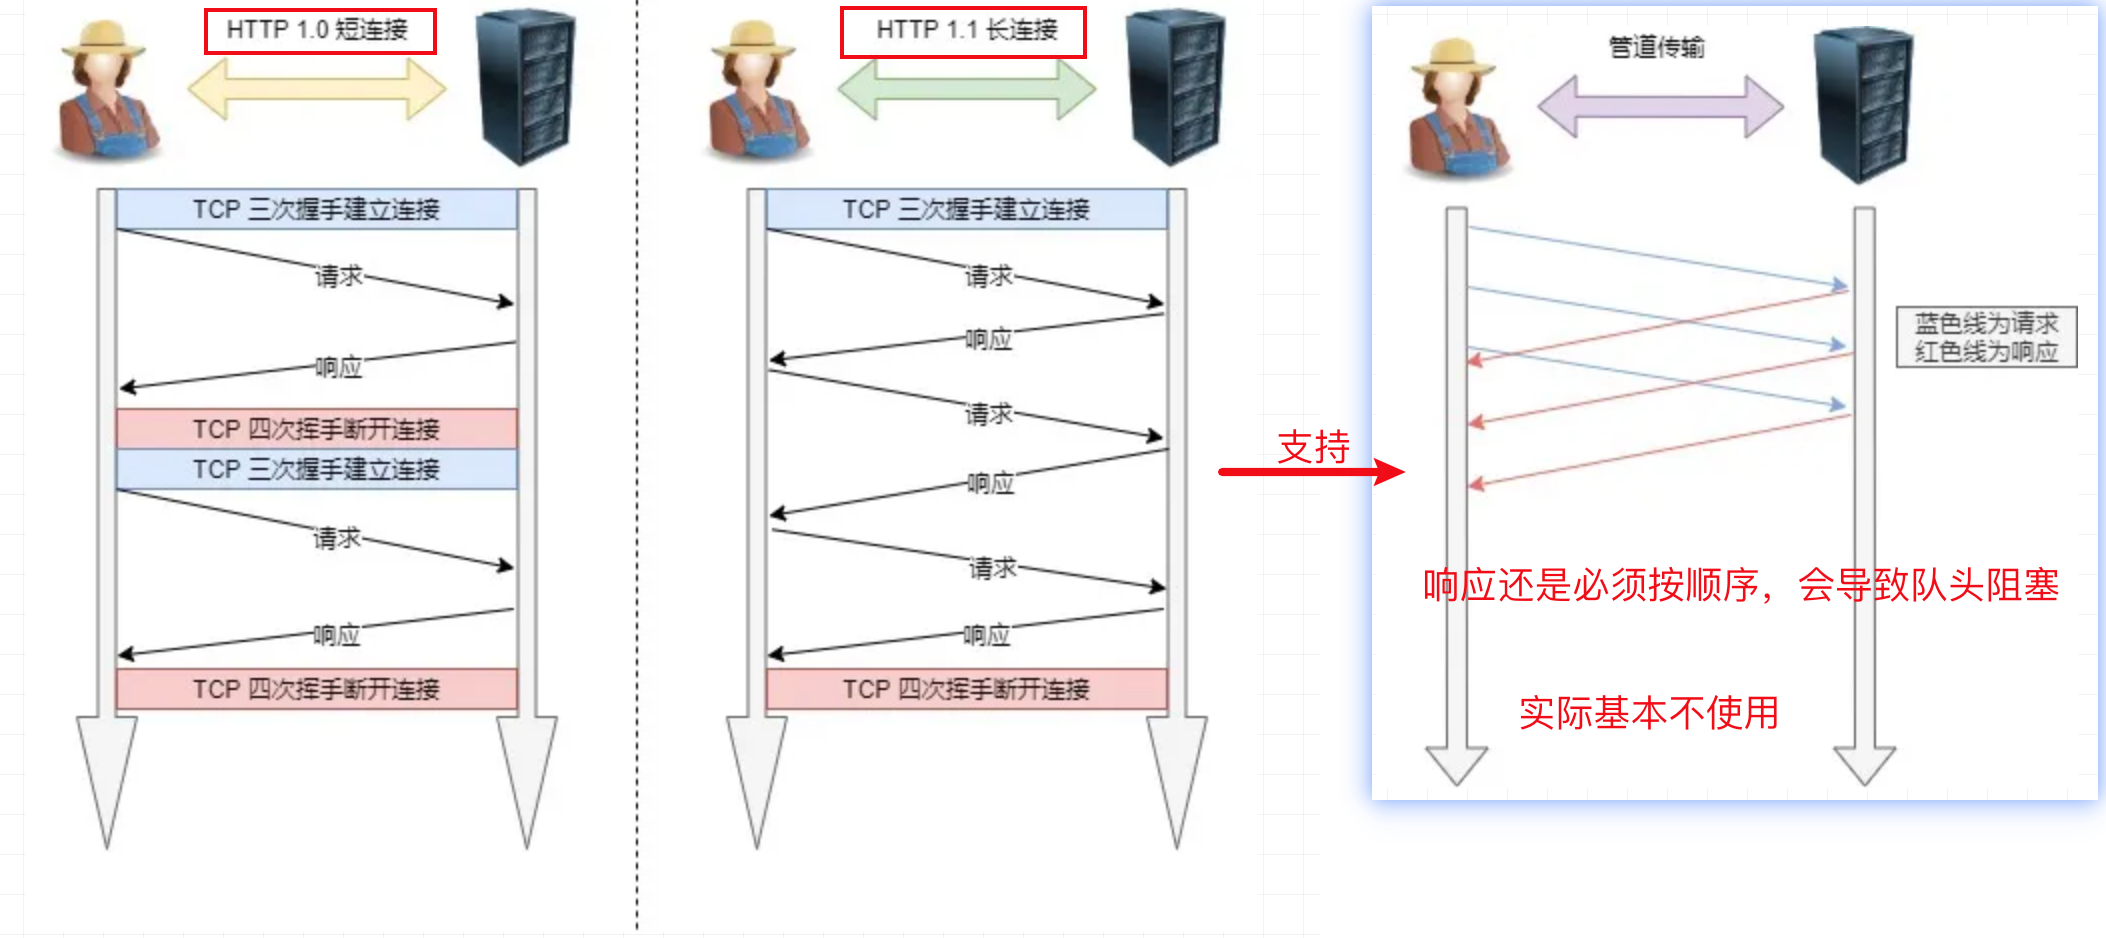 HTTP 1.0 短连接
TCP 三次握手建立连接
请求
响应
TCP 四次挥手断开连接
TCP 三次握手建立连接
请求
响应
TCP 四次挥手断开连接
HTTP 1.1 长连接
TCP 三次握手建立连接
请求
响应
请求
响应
请求
响应
TCP 四次挥手断开连接
支持
管道传输
蓝色线为请求
红色线为响应
响应还是必须按顺序，会导致队头阻塞
实际基本不使用